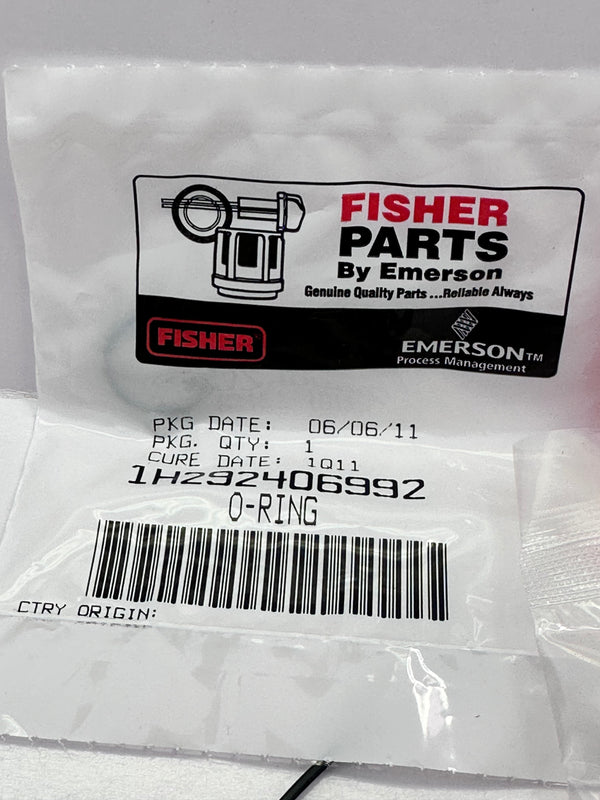 FISHER
PARTS
By Emerson
Genuine Quality Parts ...Reliable Always
FISHER
EMERSON™
Process Management
PKG DATE: 06/06/11
PKG. QTY: 1
CURE DATE: 1Q11
1H292406992
O-RING
CTRY ORIGIN: